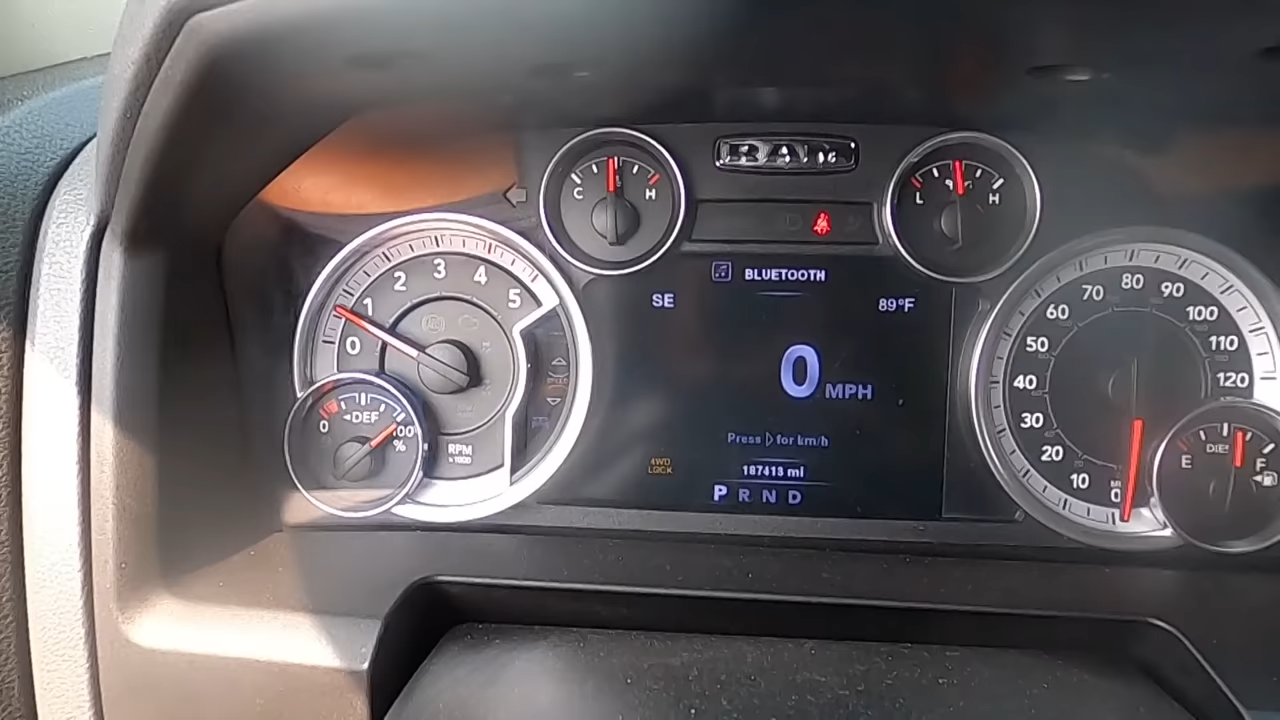 RAM
C H
L H
BLUETOOTH
SE 89°F
0 MPH
Press ▷ for km/h
187413 mi
4WD
LOCK
P R N D
0 1 2 3 4 5
RPM
x 1000
0 DEF 100
%
0 10 20 30 40 50 60 70 80 90 100 110 120
E F